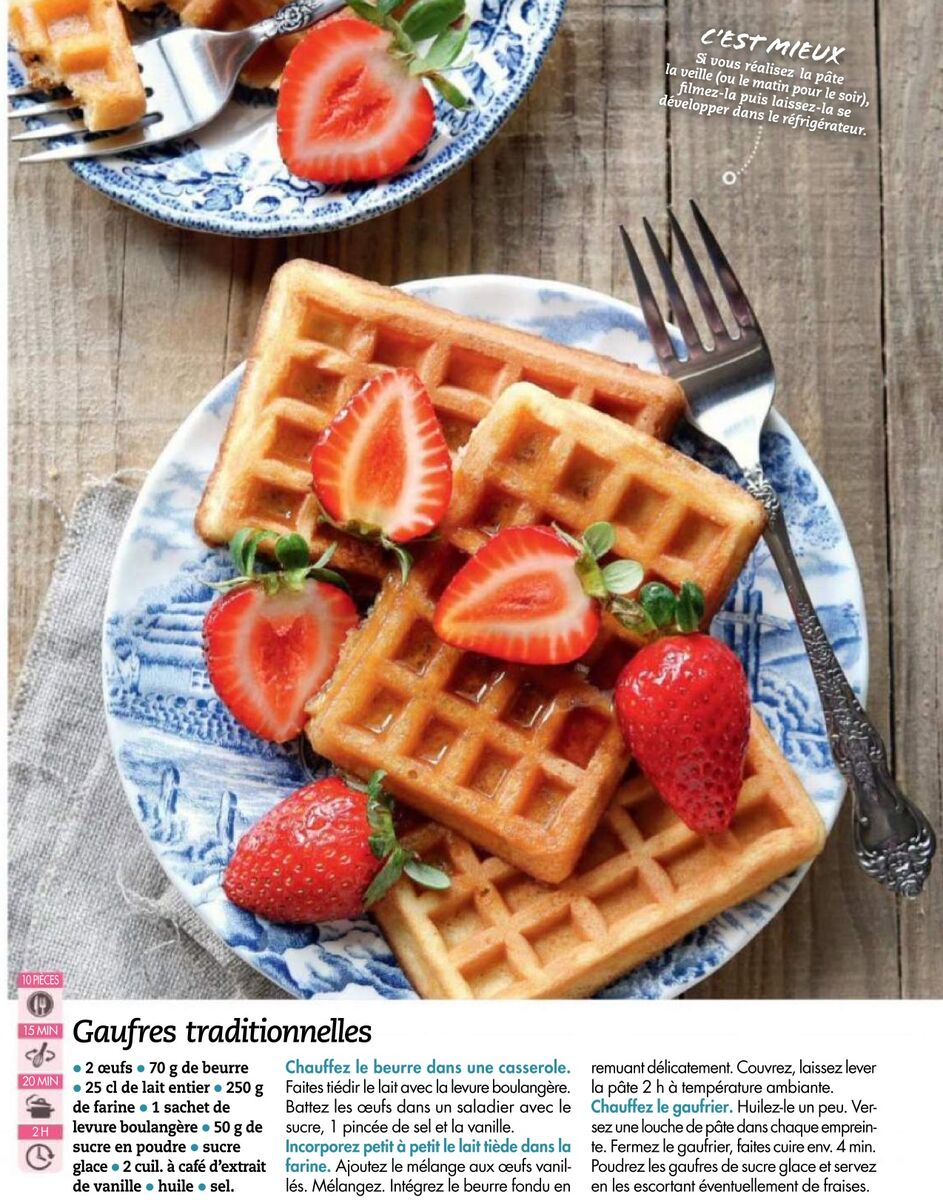 C'EST MIEUX
Si vous réalisez la pâte
la veille (ou le matin pour le soir),
filmez-la puis laissez-la se
développer dans le réfrigérateur.
10 PIÈCES
15 MIN
20 MIN
2 H
Gaufres traditionnelles
• 2 œufs • 70 g de beurre
• 25 cl de lait entier • 250 g
de farine • 1 sachet de
levure boulangère • 50 g de
sucre en poudre • sucre
glace • 2 cuil. à café d'extrait
de vanille • huile • sel.
Chauffez le beurre dans une casserole.
Faites tiédir le lait avec la levure boulangère.
Battez les œufs dans un saladier avec le
sucre, 1 pincée de sel et la vanille.
Incorporez petit à petit le lait tiède dans la
farine. Ajoutez le mélange aux œufs vanil-
lés. Mélangez. Intégrez le beurre fondu en
remuant délicatement. Couvrez, laissez lever
la pâte 2 h à température ambiante.
Chauffez le gaufrier. Huilez-le un peu. Ver-
sez une louche de pâte dans chaque emprein-
te. Fermez le gaufrier, faites cuire env. 4 min.
Poudrez les gaufres de sucre glace et servez
en les escortant éventuellement de fraises.